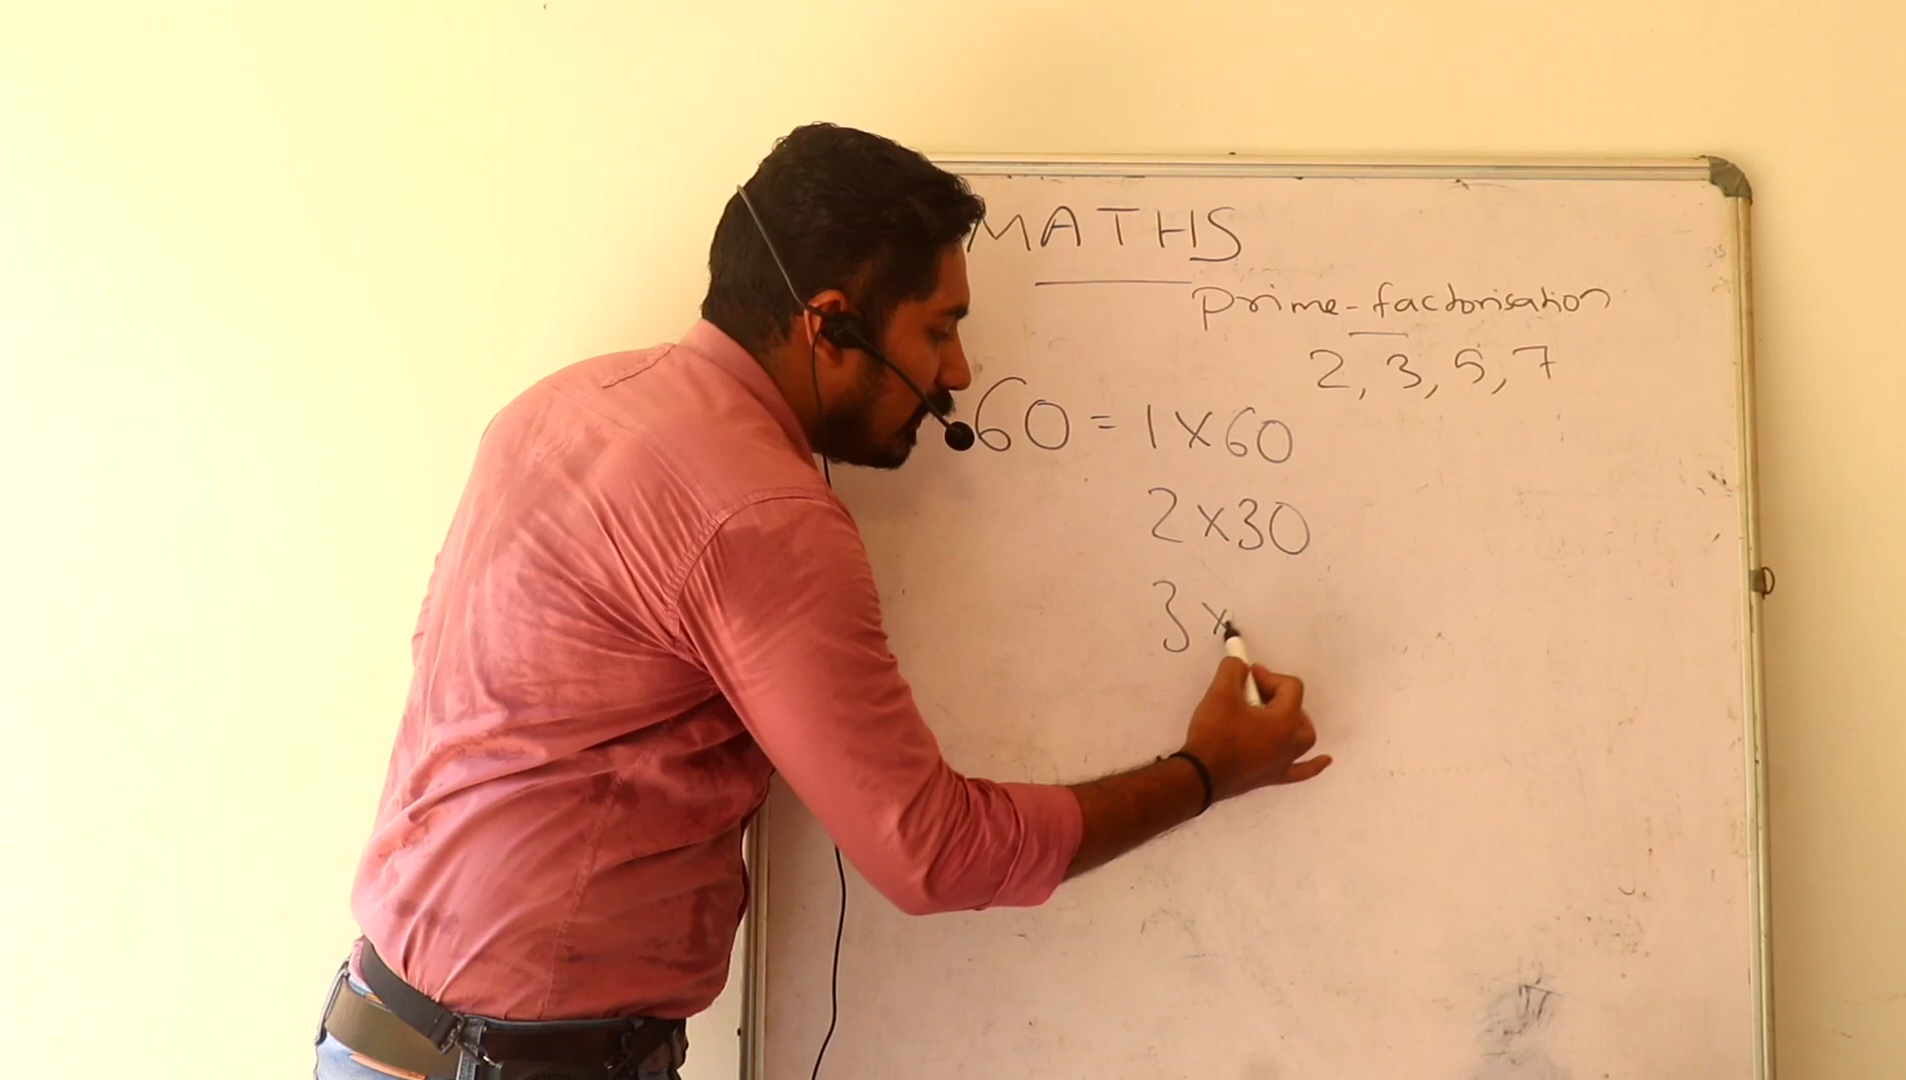 MATHS
prime-factorisation
2, 3, 5, 7
60 = 1 x 60
2 x 30
3 x